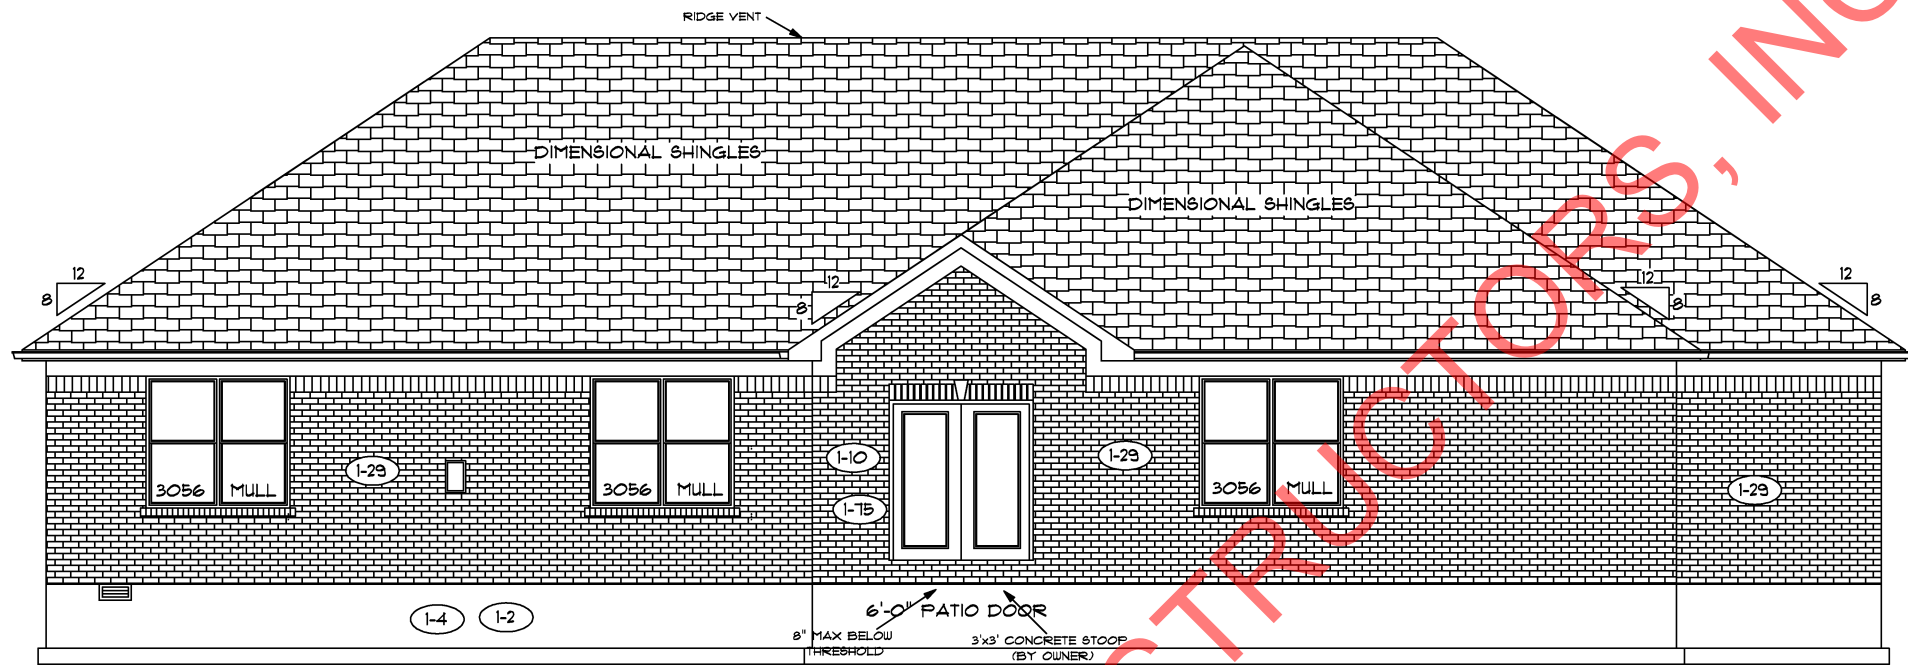 RIDGE VENT
DIMENSIONAL SHINGLES
DIMENSIONAL SHINGLES
12
8
12
8
12
8
12
8
3056 MULL
1-29
3056 MULL
1-10
1-75
1-29
3056 MULL
1-29
1-4
1-2
6'-0" PATIO DOOR
8" MAX BELOW
THRESHOLD
3'x3' CONCRETE STOOP
(BY OWNER)
STRUCTORS, INC